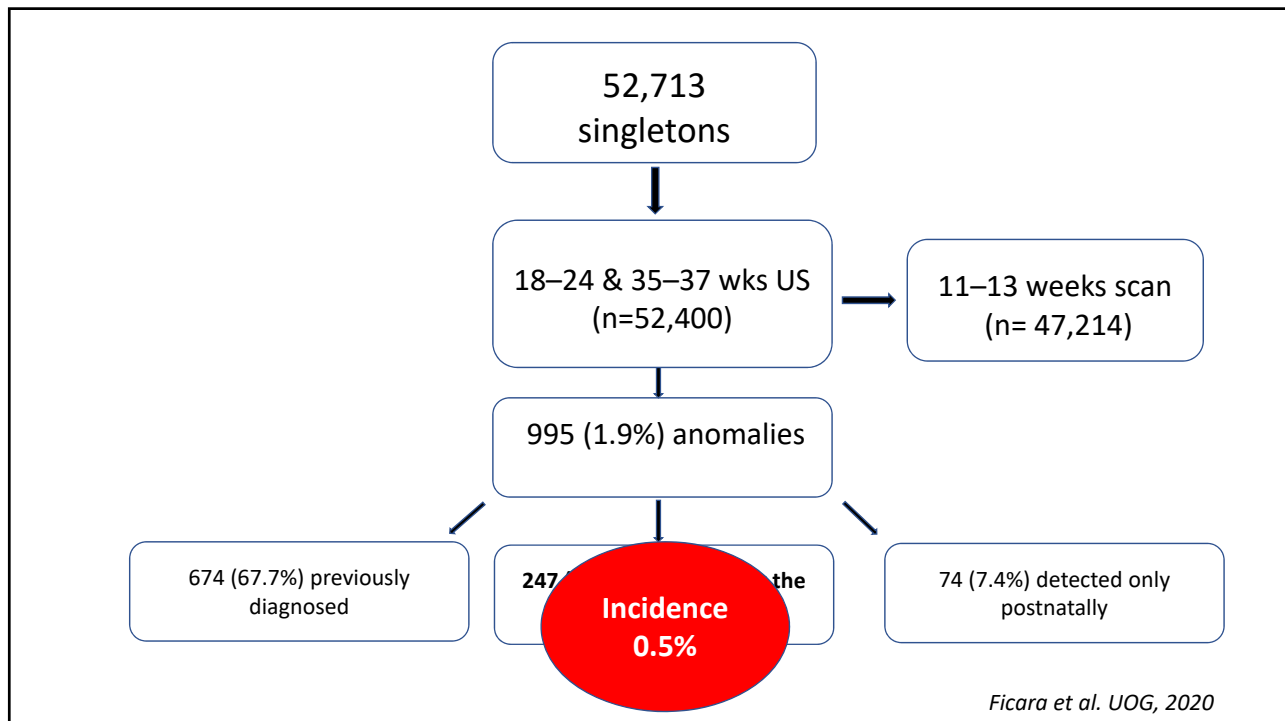 52,713
singletons
18–24 & 35–37 wks US
(n=52,400)
11–13 weeks scan
(n= 47,214)
995 (1.9%) anomalies
674 (67.7%) previously
diagnosed
247 the
Incidence
0.5%
74 (7.4%) detected only
postnatally
Ficara et al. UOG, 2020